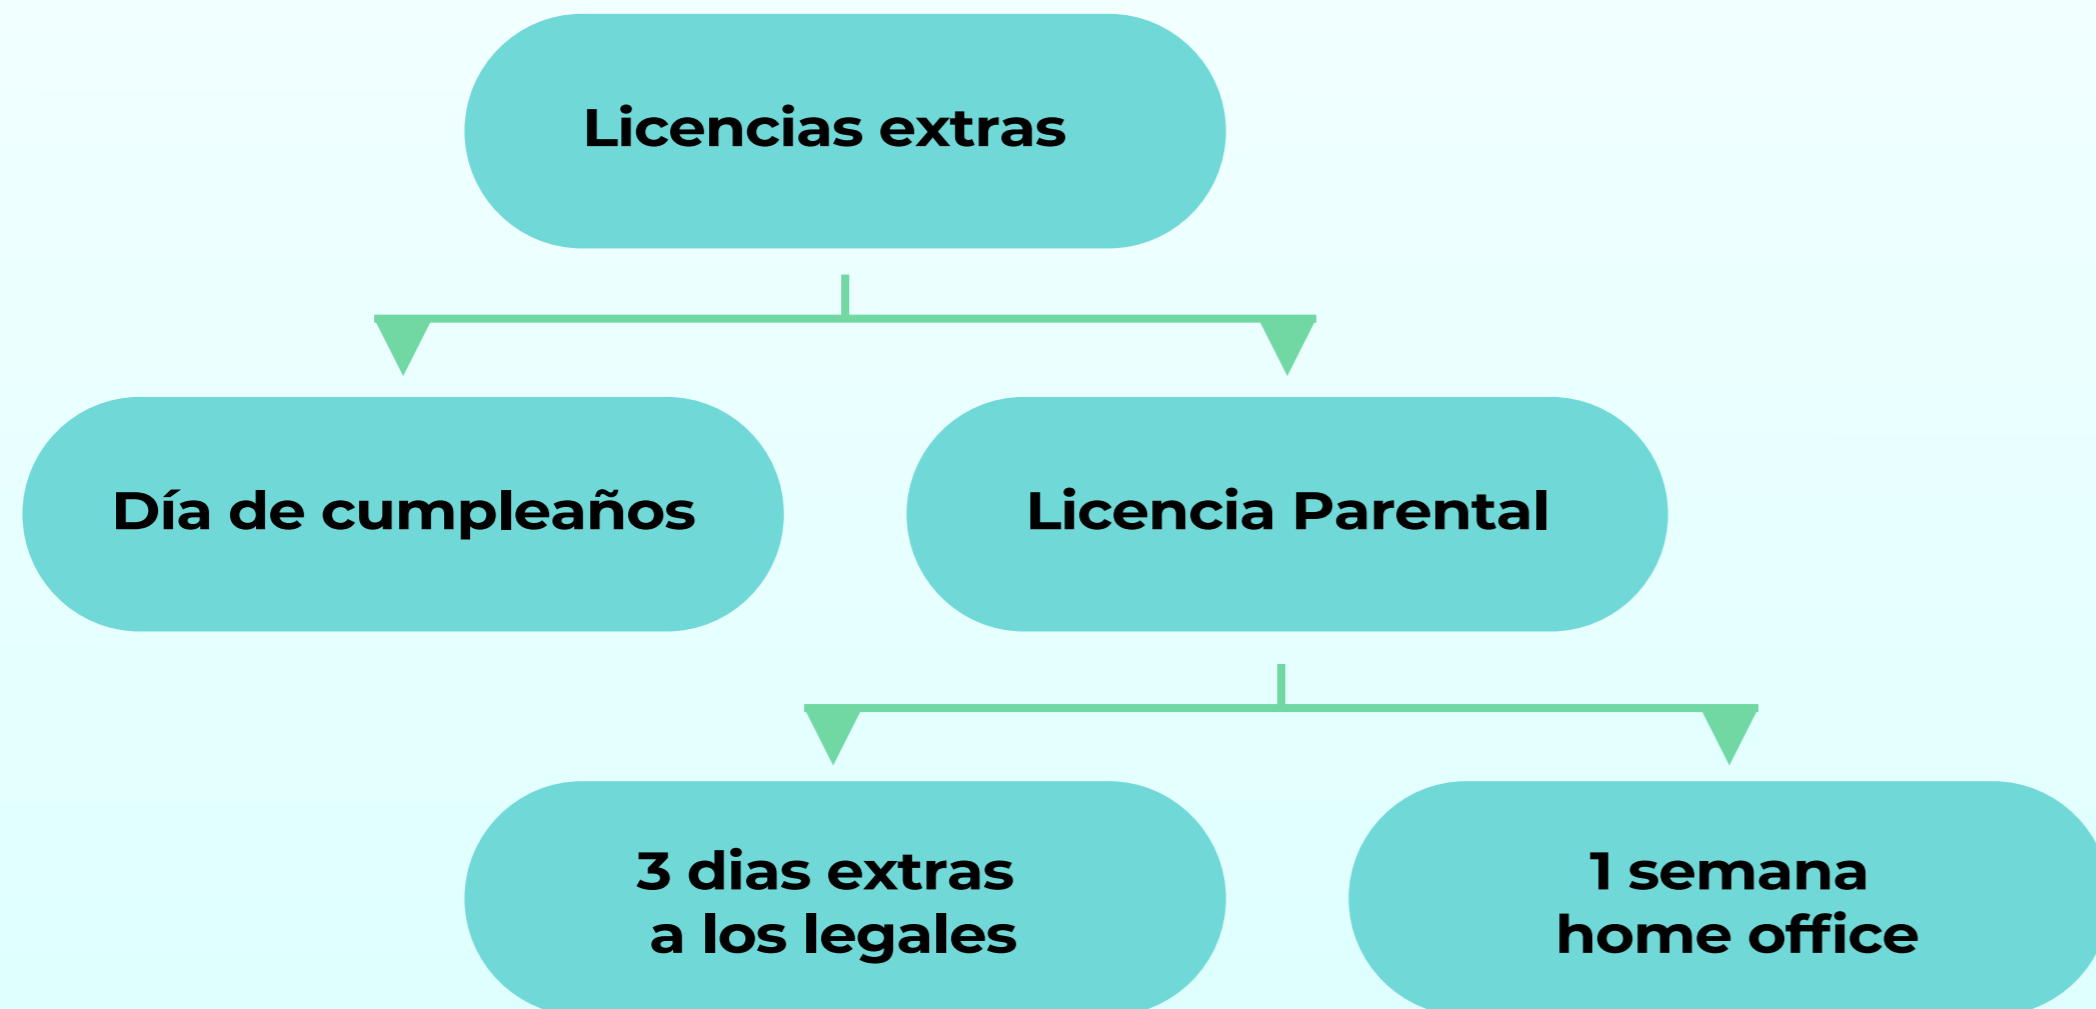 Licencias extras
Día de cumpleaños
Licencia Parental
3 dias extras
a los legales
1 semana
home office